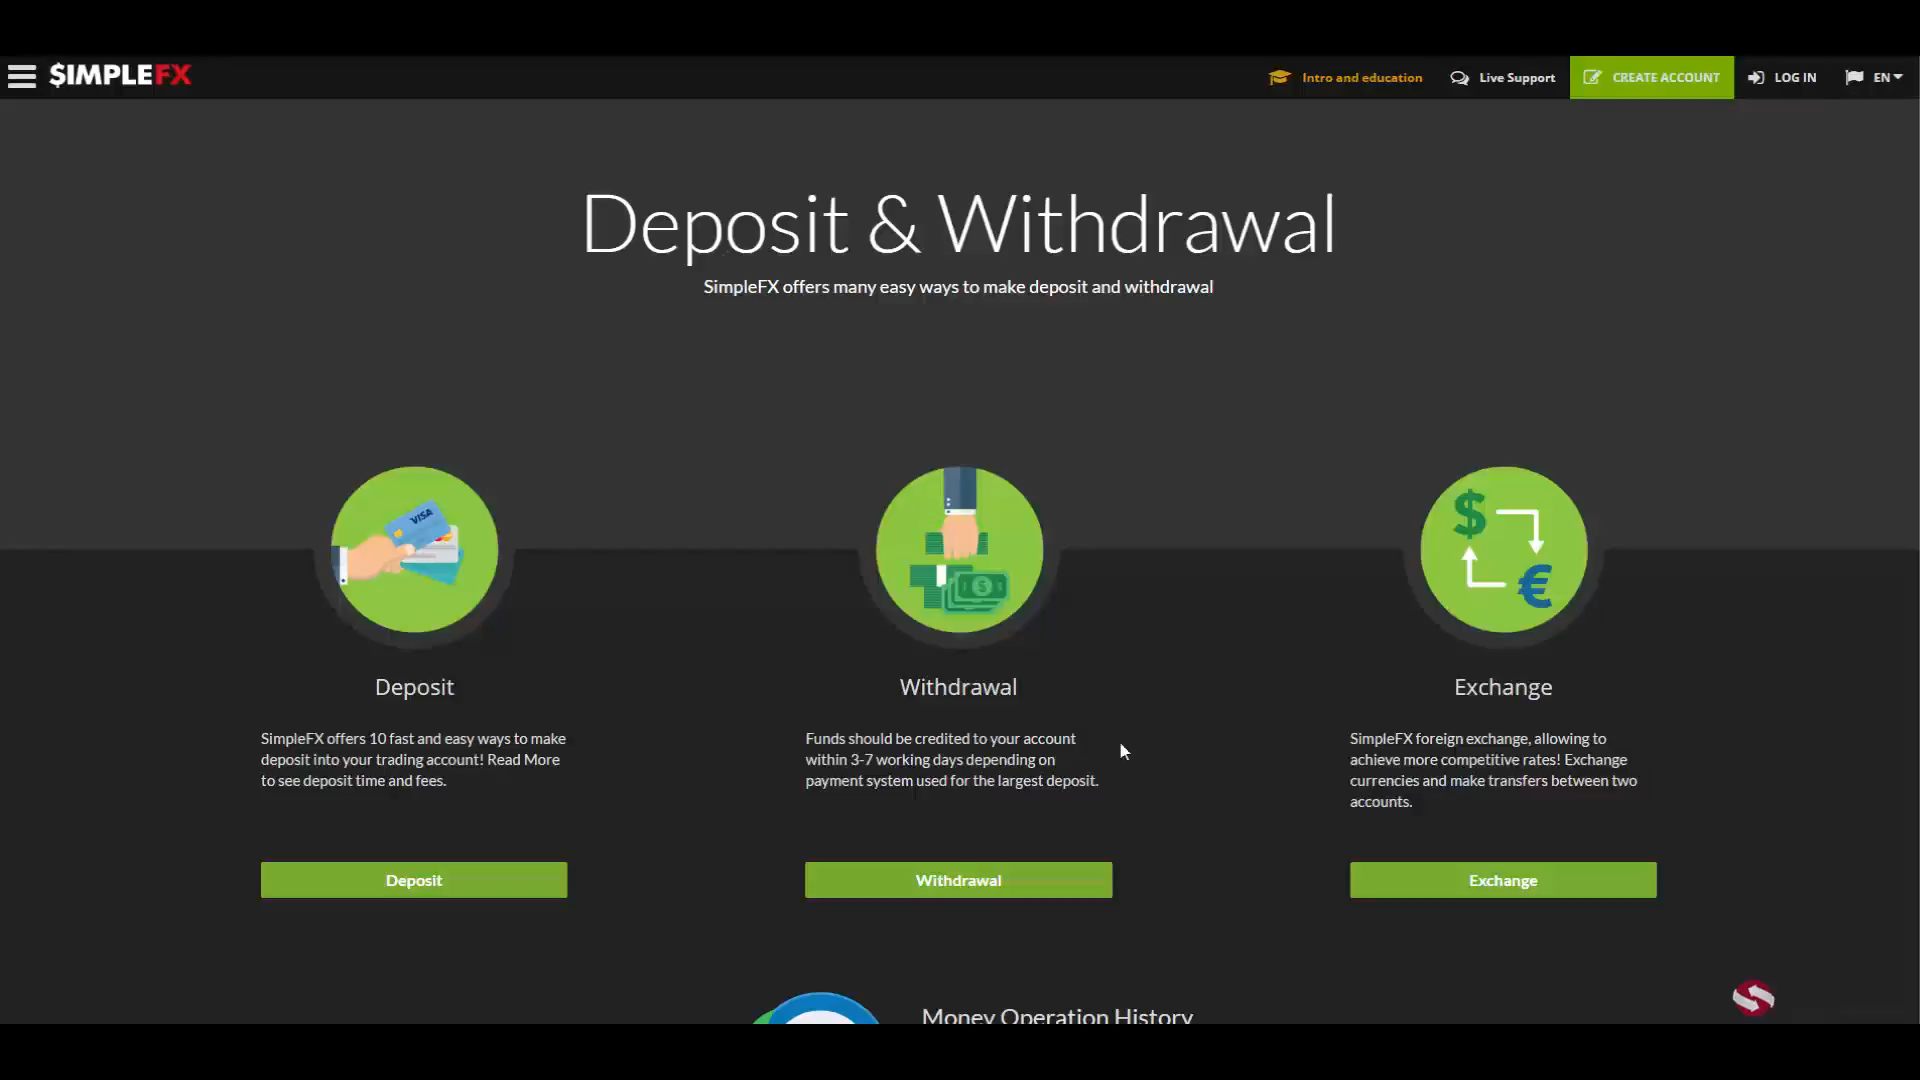 $IMPLEFX
Intro and education
Live Support
CREATE ACCOUNT
LOG IN
EN
Deposit & Withdrawal
SimpleFX offers many easy ways to make deposit and withdrawal
VISA
Deposit
SimpleFX offers 10 fast and easy ways to make
deposit into your trading account! Read More
to see deposit time and fees.
Deposit
Withdrawal
Funds should be credited to your account
within 3-7 working days depending on
payment system used for the largest deposit.
Withdrawal
$
€
Exchange
SimpleFX foreign exchange, allowing to
achieve more competitive rates! Exchange
currencies and make transfers between two
accounts.
Exchange
Money Operation History